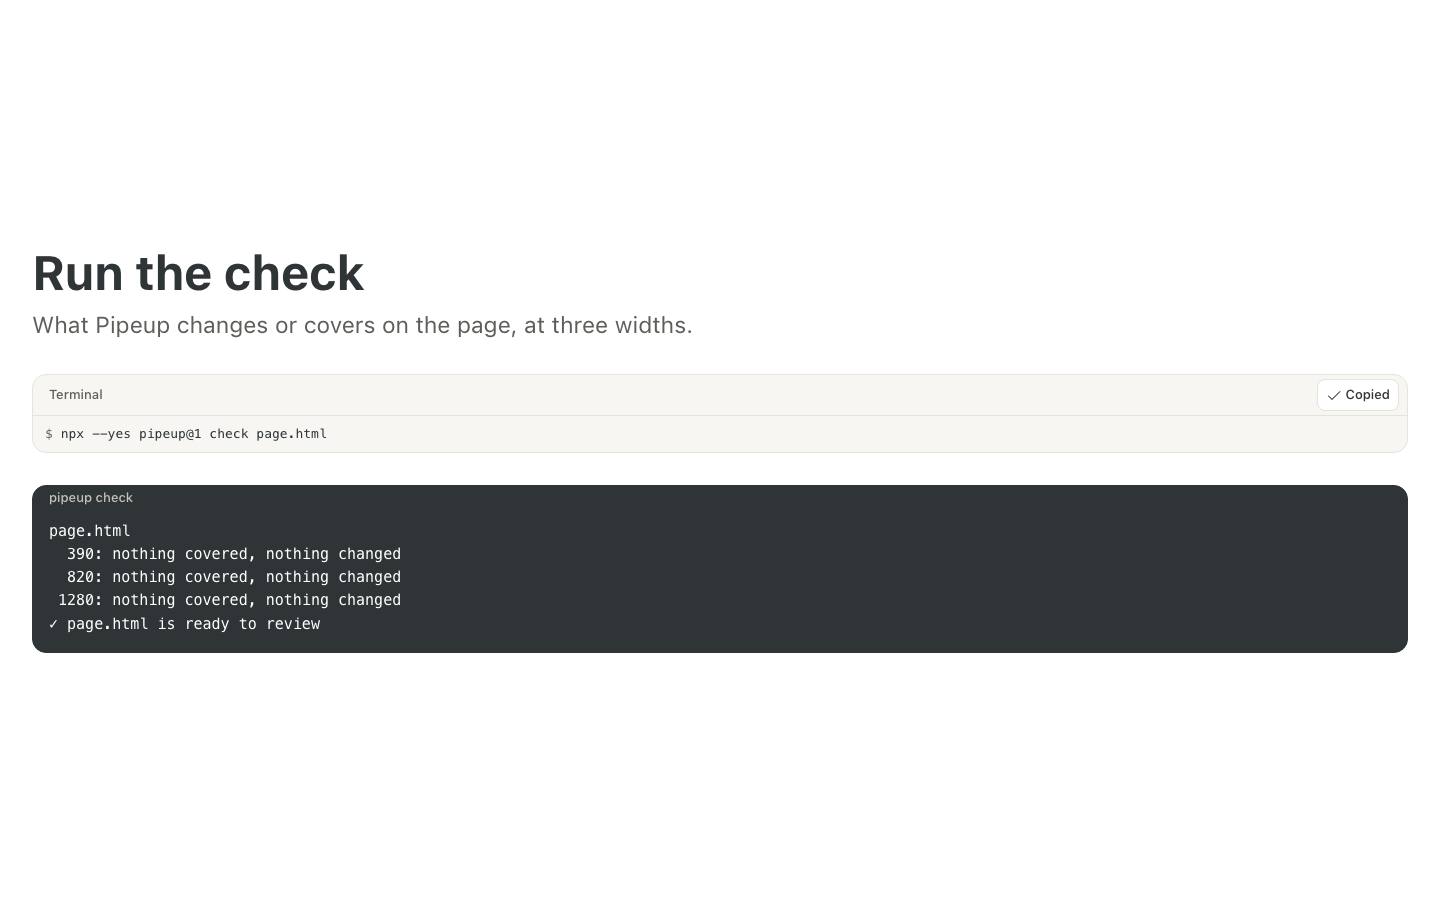 Run the check
What Pipeup changes or covers on the page, at three widths.
Terminal
Copied
$ npx --yes pipeup@1 check page.html
pipeup check
page.html
  390: nothing covered, nothing changed
  820: nothing covered, nothing changed
 1280: nothing covered, nothing changed
✓ page.html is ready to review